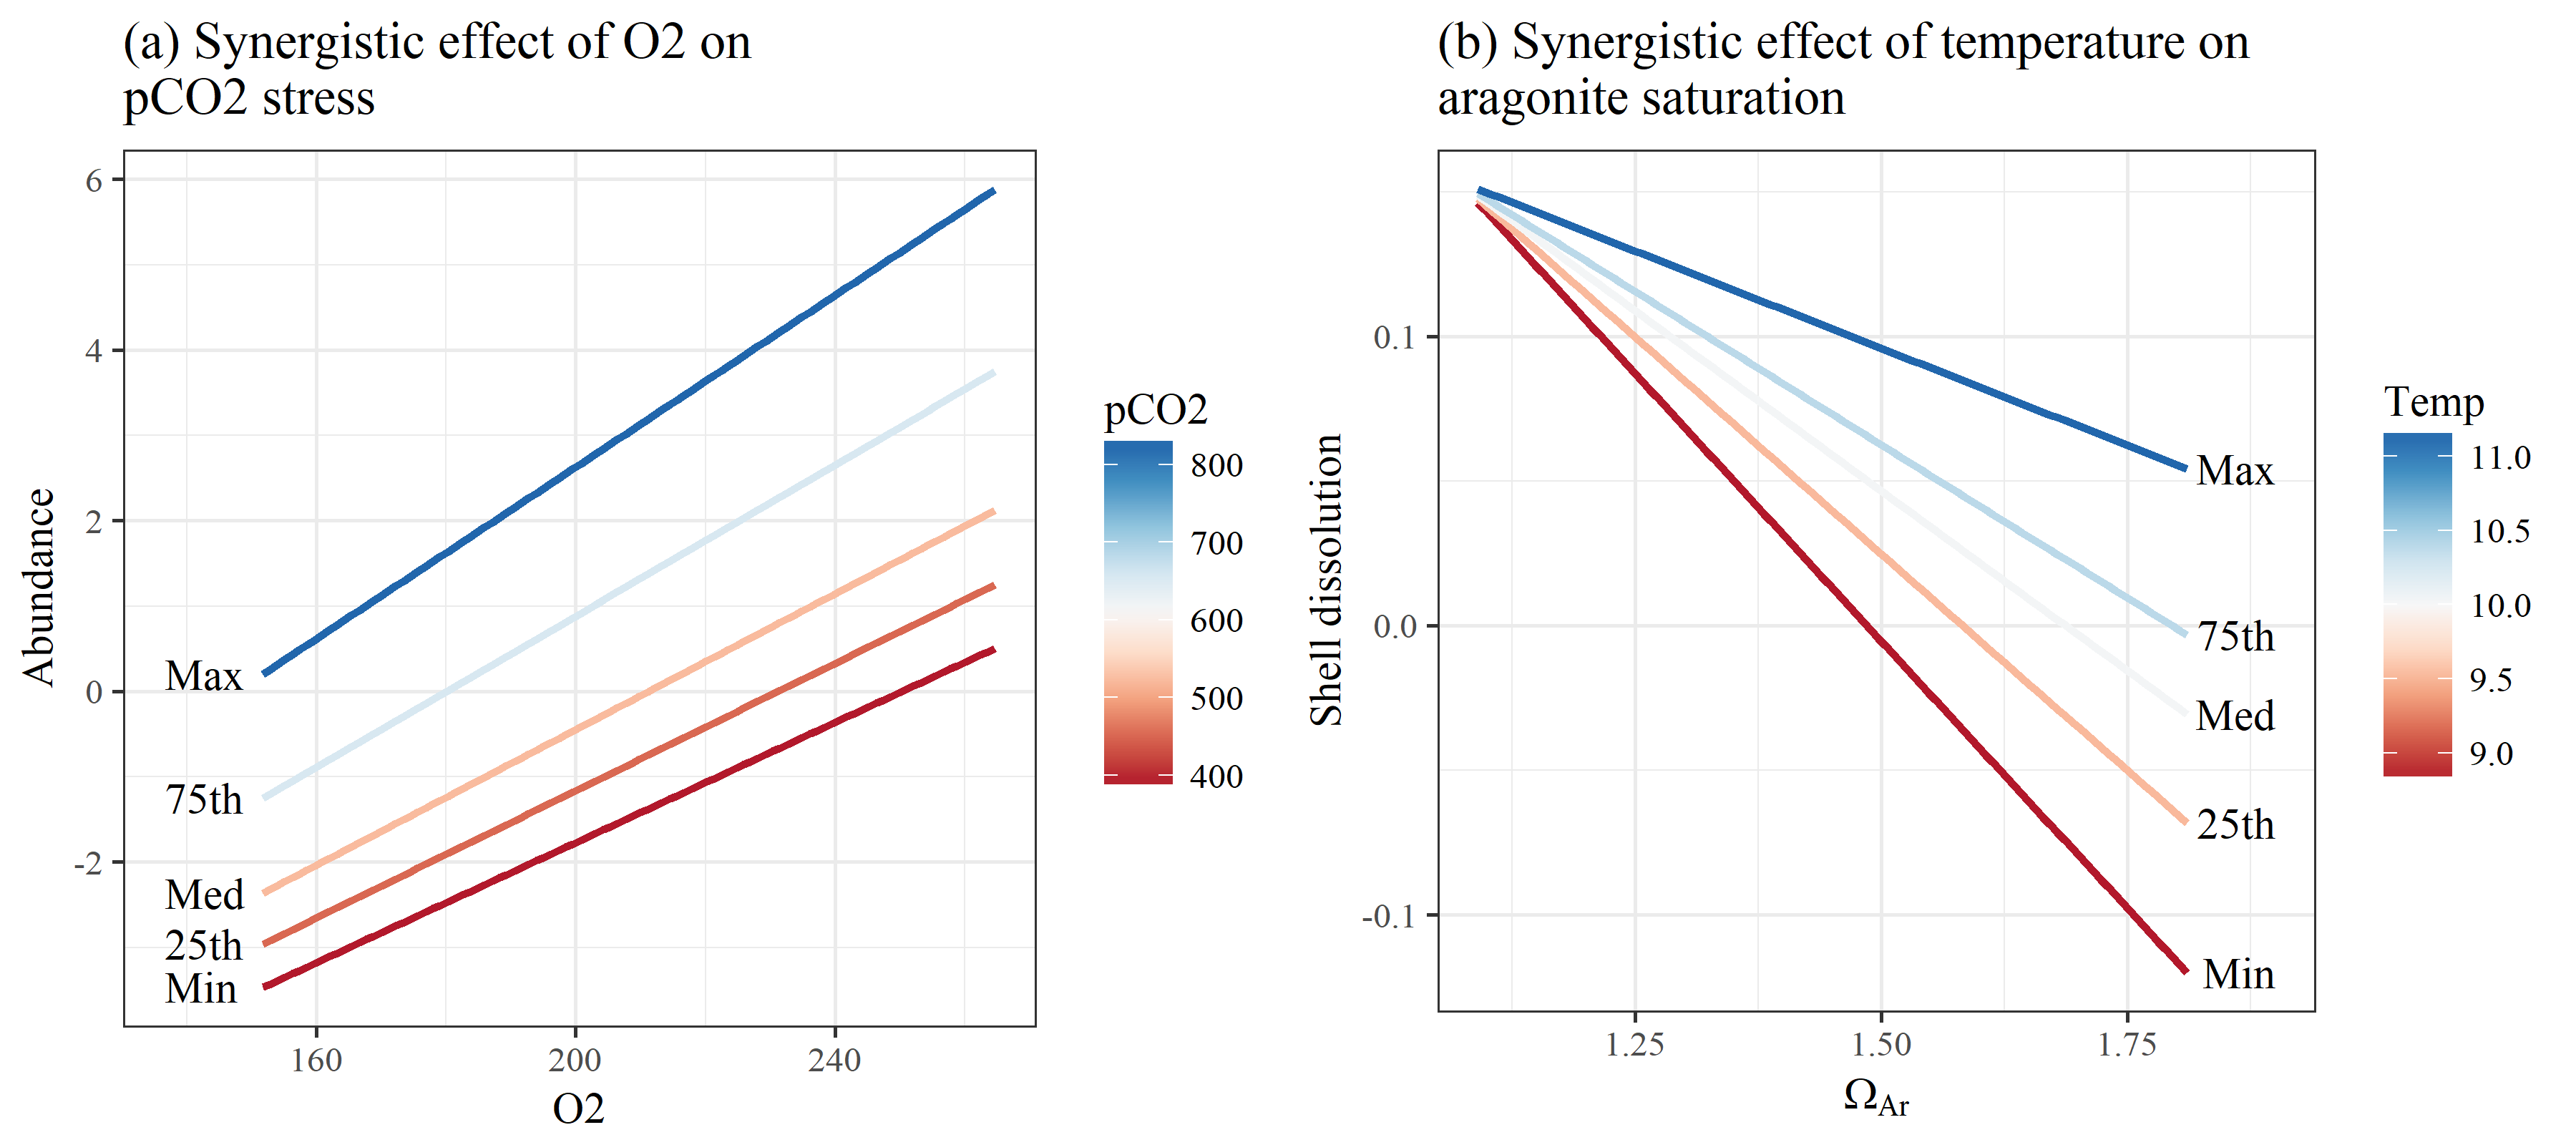 (a) Synergistic effect of O2 on
pCO2 stress
6
4
2
0
-2
Abundance
Max
75th
Med
25th
Min
160
200
240
O2
pCO2
800
700
600
500
400
(b) Synergistic effect of temperature on
aragonite saturation
0.1
0.0
-0.1
Shell dissolution
Max
75th
Med
25th
Min
1.25
1.50
1.75
Ω_Ar
Temp
11.0
10.5
10.0
9.5
9.0